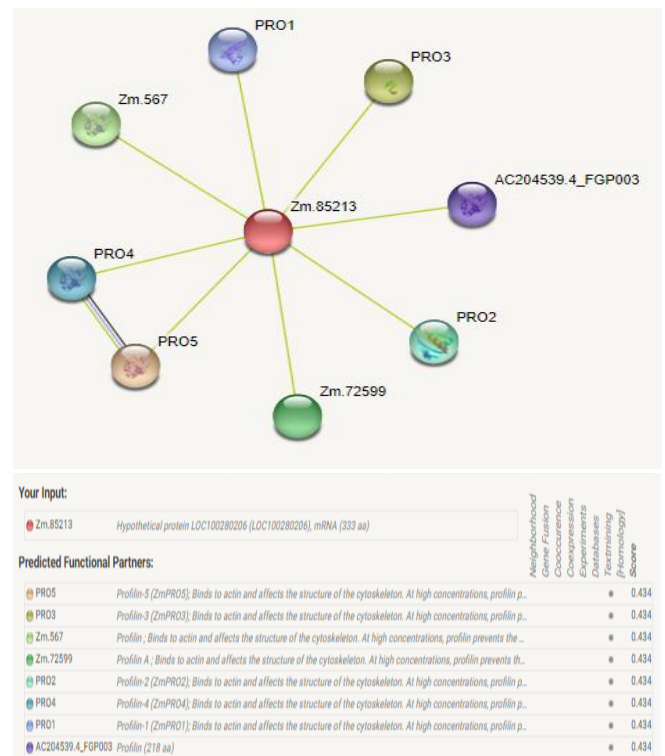 PRO1
PRO3
Zm.567
AC204539.4_FGP003
Zm.85213
PRO4
PRO2
PRO5
Zm.72599
Your Input:
Neighborhood
Gene Fusion
Cooccurence
Coexpression
Experiments
Databases
Textmining
[Homology]
Score
Zm.85213 Hypothetical protein LOC100280206 (LOC100280206), mRNA (333 aa)
Predicted Functional Partners:
PRO5 Profilin-5 (ZmPRO5); Binds to actin and affects the structure of the cytoskeleton. At high concentrations, profilin p... 0.434
PRO3 Profilin-3 (ZmPRO3); Binds to actin and affects the structure of the cytoskeleton. At high concentrations, profilin p... 0.434
Zm.567 Profilin ; Binds to actin and affects the structure of the cytoskeleton. At high concentrations, profilin prevents the ... 0.434
Zm.72599 Profilin A ; Binds to actin and affects the structure of the cytoskeleton. At high concentrations, profilin prevents th... 0.434
PRO2 Profilin-2 (ZmPRO2); Binds to actin and affects the structure of the cytoskeleton. At high concentrations, profilin p... 0.434
PRO4 Profilin-4 (ZmPRO4); Binds to actin and affects the structure of the cytoskeleton. At high concentrations, profilin p... 0.434
PRO1 Profilin-1 (ZmPRO1); Binds to actin and affects the structure of the cytoskeleton. At high concentrations, profilin p... 0.434
AC204539.4_FGP003 Profilin (218 aa) 0.434